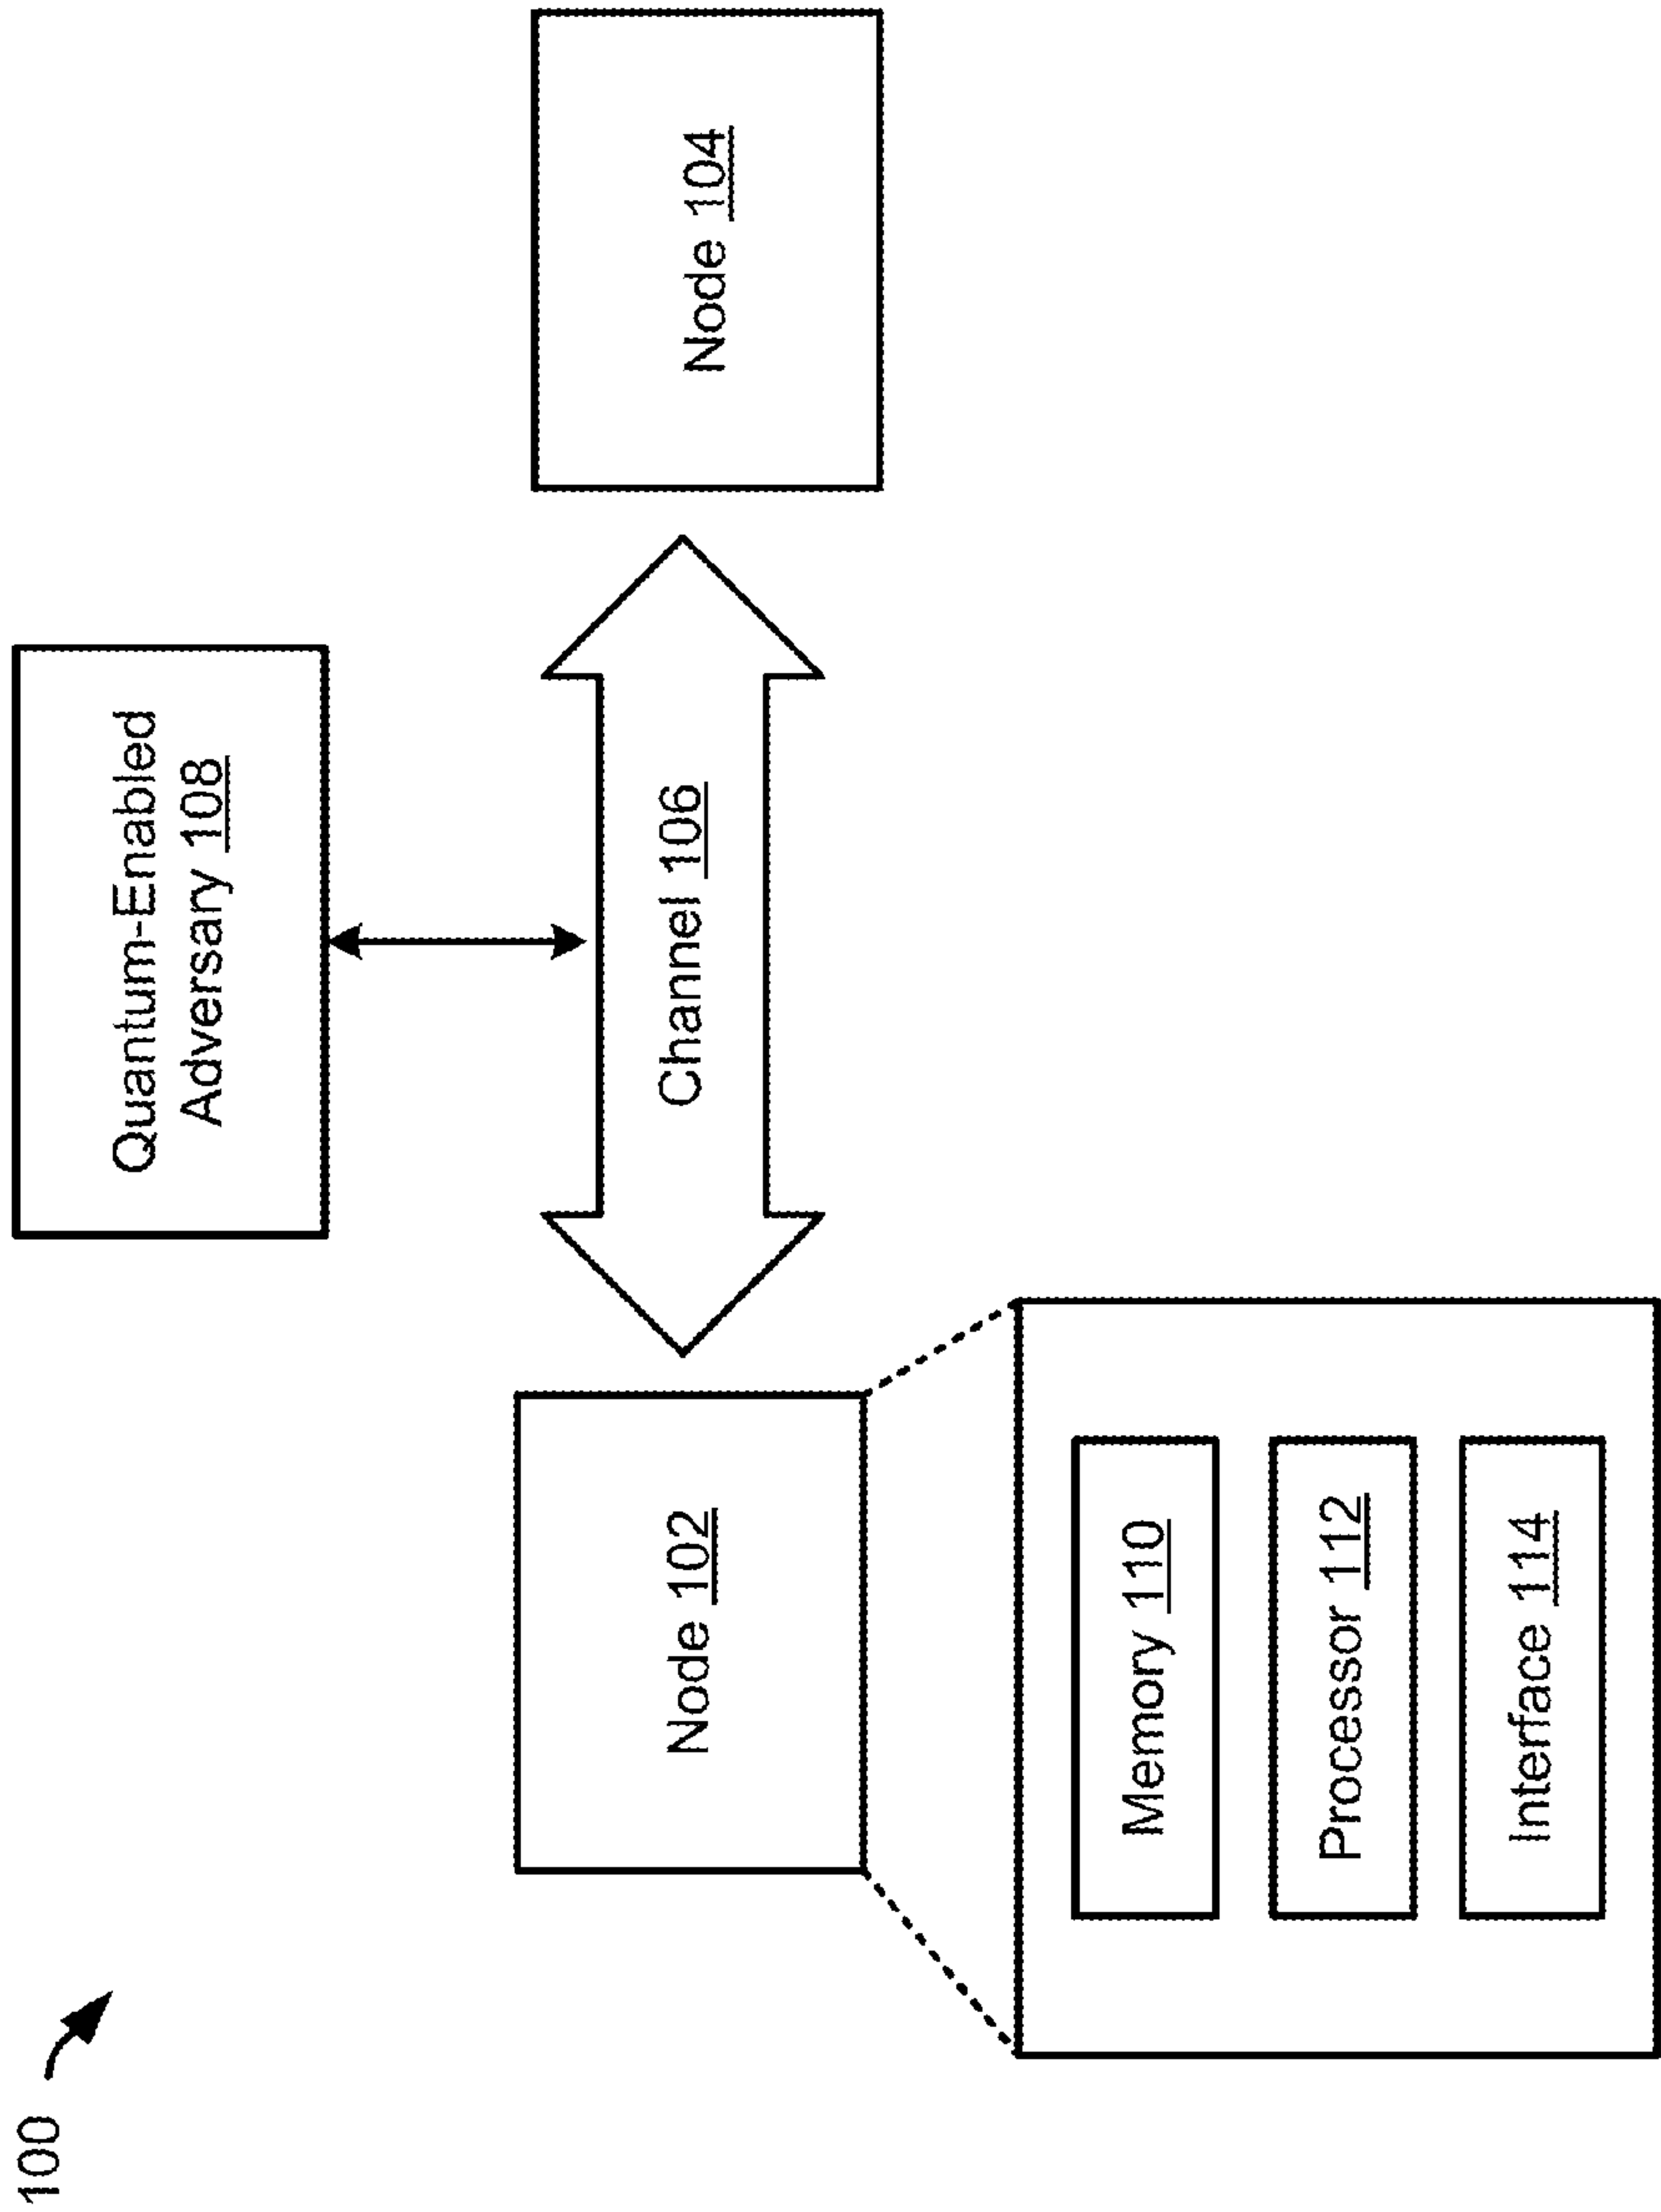 100
Quantum-Enabled
Adversary 108
Node 102
Channel 106
Node 104
Memory 110
Processor 112
Interface 114